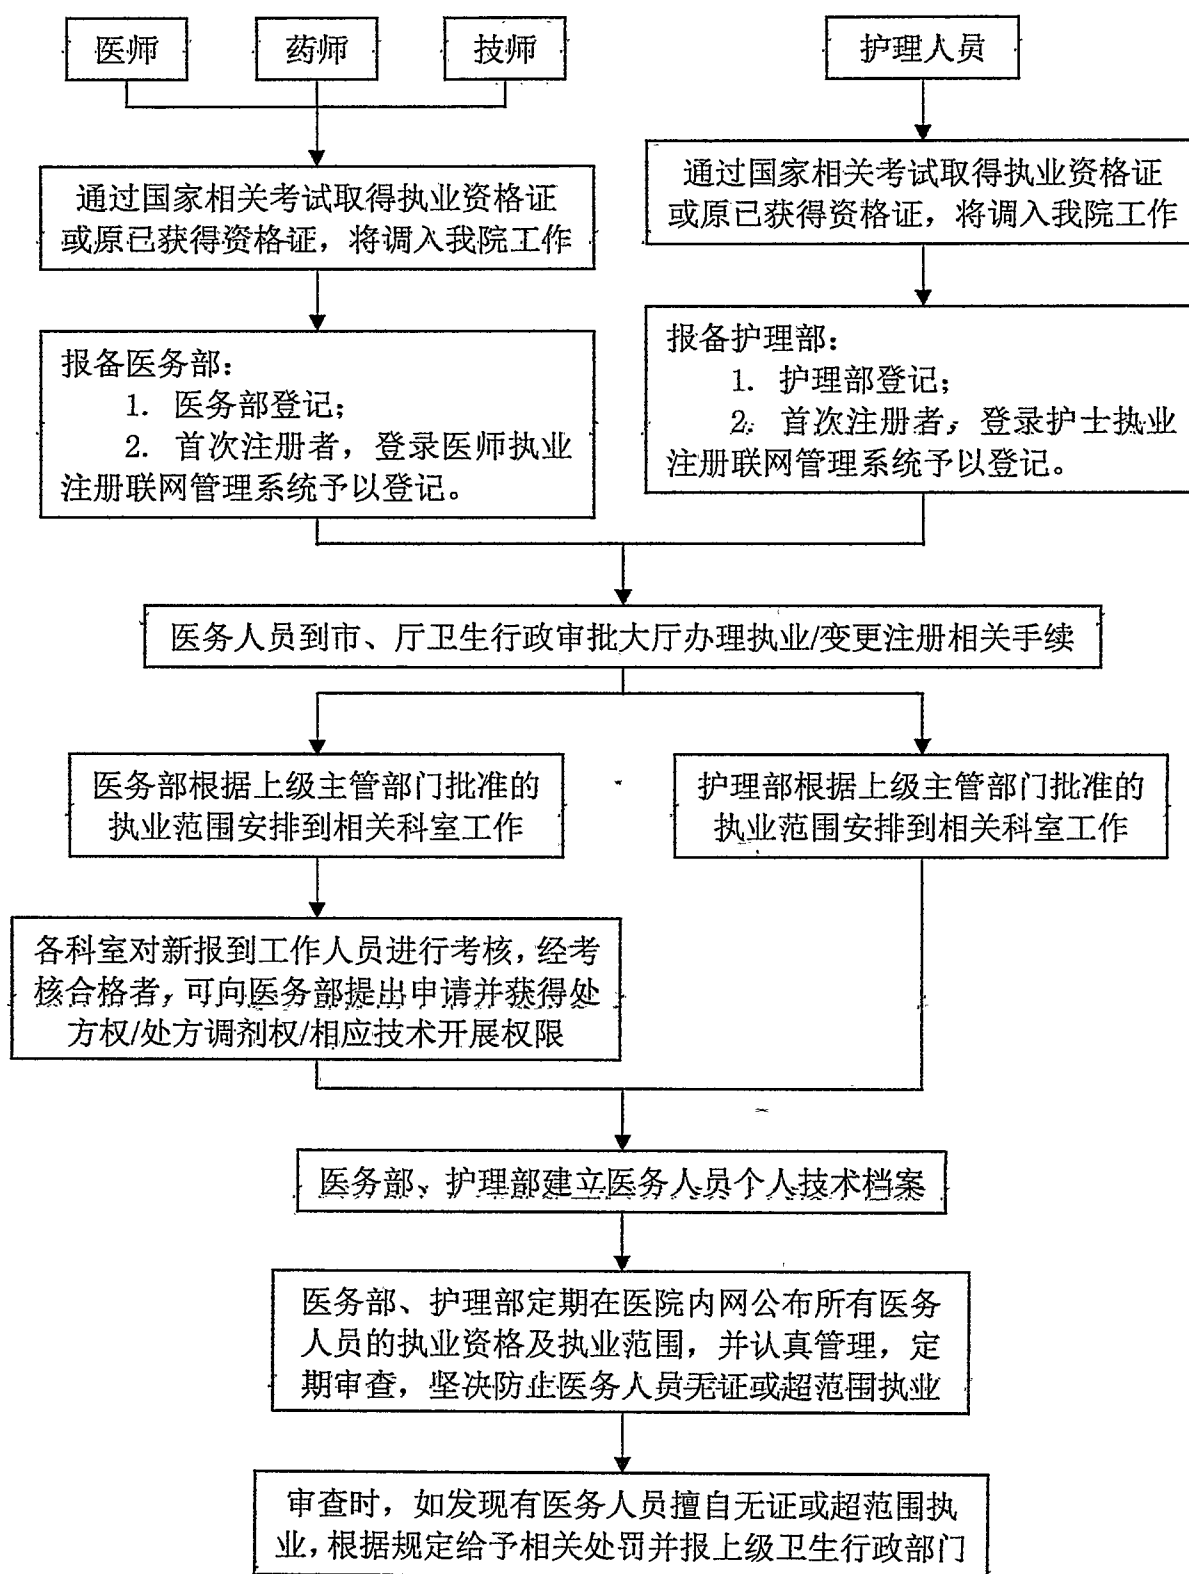 医师
药师
技师
护理人员
通过国家相关考试取得执业资格证
或原已获得资格证，将调入我院工作
通过国家相关考试取得执业资格证
或原已获得资格证，将调入我院工作
报备医务部：
1. 医务部登记；
2. 首次注册者，登录医师执业
注册联网管理系统予以登记。
报备护理部：
1. 护理部登记；
2. 首次注册者，登录护士执业
注册联网管理系统予以登记。
医务人员到市、厅卫生行政审批大厅办理执业/变更注册相关手续
医务部根据上级主管部门批准的
执业范围安排到相关科室工作
护理部根据上级主管部门批准的
执业范围安排到相关科室工作
各科室对新报到工作人员进行考核，经考
核合格者，可向医务部提出申请并获得处
方权/处方调剂权/相应技术开展权限
医务部、护理部建立医务人员个人技术档案
医务部、护理部定期在医院内网公布所有医务
人员的执业资格及执业范围，并认真管理，定
期审查，坚决防止医务人员无证或超范围执业
审查时，如发现有医务人员擅自无证或超范围执
业，根据规定给予相关处罚并报上级卫生行政部门